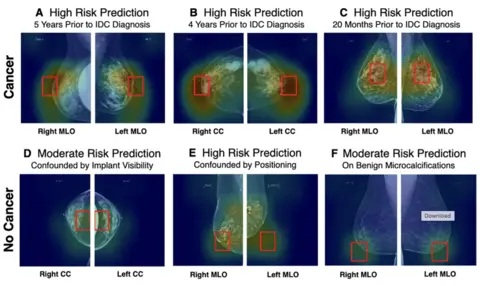 A High Risk Prediction
5 Years Prior to IDC Diagnosis
B High Risk Prediction
4 Years Prior to IDC Diagnosis
C High Risk Prediction
20 Months Prior to IDC Diagnosis
Cancer
Right MLO
Left MLO
Right CC
Left CC
Right MLO
Left MLO
D Moderate Risk Prediction
Confounded by Implant Visibility
E High Risk Prediction
Confounded by Positioning
F Moderate Risk Prediction
On Benign Microcalcifications
No Cancer
Download
Right CC
Left CC
Right MLO
Left MLO
Right MLO
Left MLO